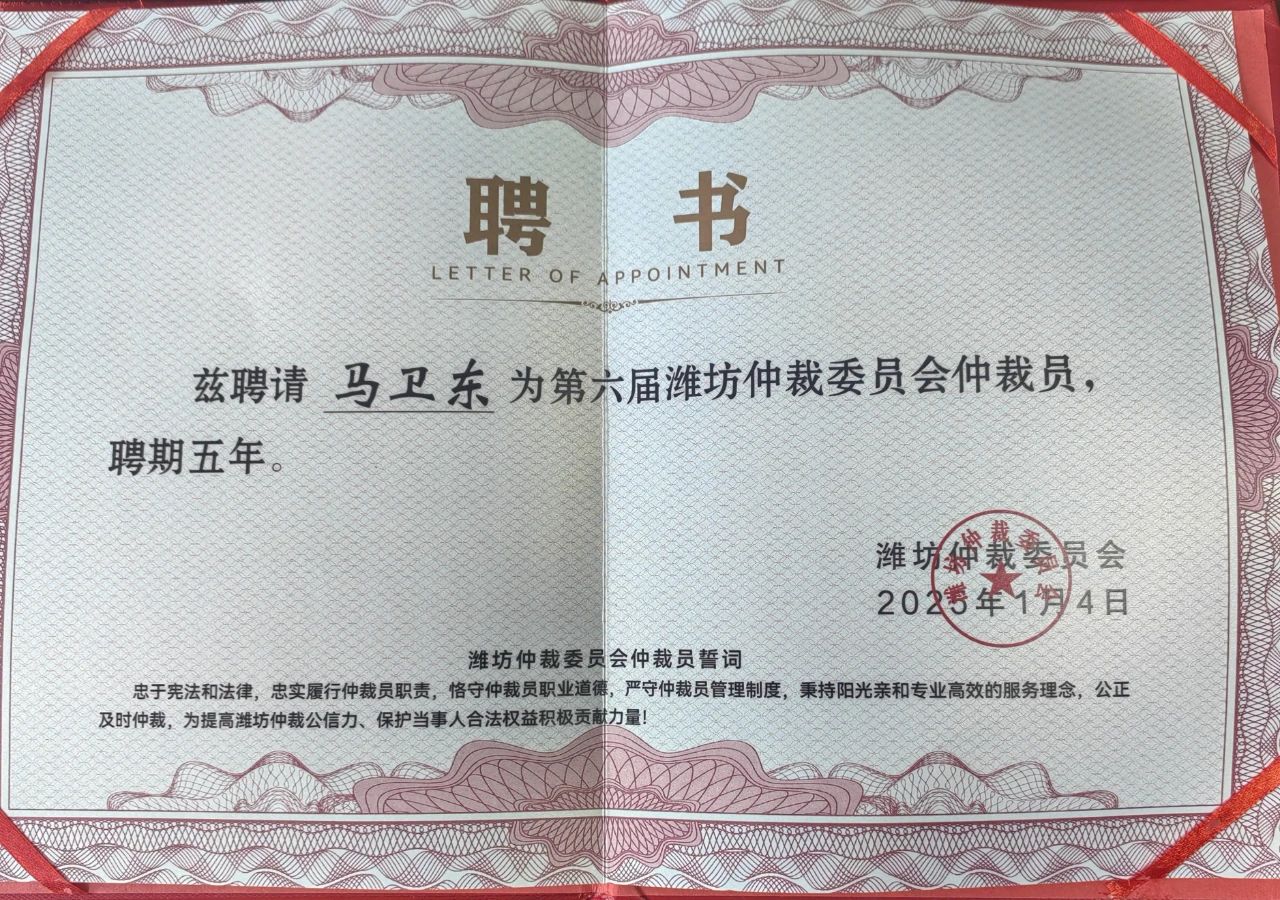 聘 书
LETTER OF APPOINTMENT
兹聘请 马卫东 为第六届潍坊仲裁委员会仲裁员，
聘期五年。
潍坊仲裁委员会
2025年1月4日
潍坊仲裁委员会
潍坊仲裁委员会仲裁员誓词
忠于宪法和法律，忠实履行仲裁员职责，恪守仲裁员职业道德，严守仲裁员管理制度，秉持阳光亲和专业高效的服务理念，公正
及时仲裁，为提高潍坊仲裁公信力、保护当事人合法权益积极贡献力量！